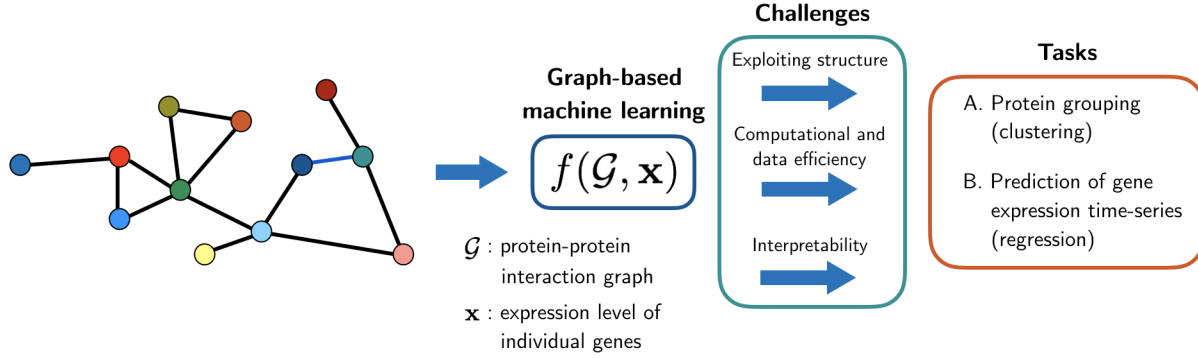 Graph-based
machine learning
f(𝒢, x)
𝒢 : protein-protein
interaction graph
x : expression level of
individual genes
Challenges
Exploiting structure
Computational and
data efficiency
Interpretability
Tasks
A. Protein grouping
(clustering)
B. Prediction of gene
expression time-series
(regression)